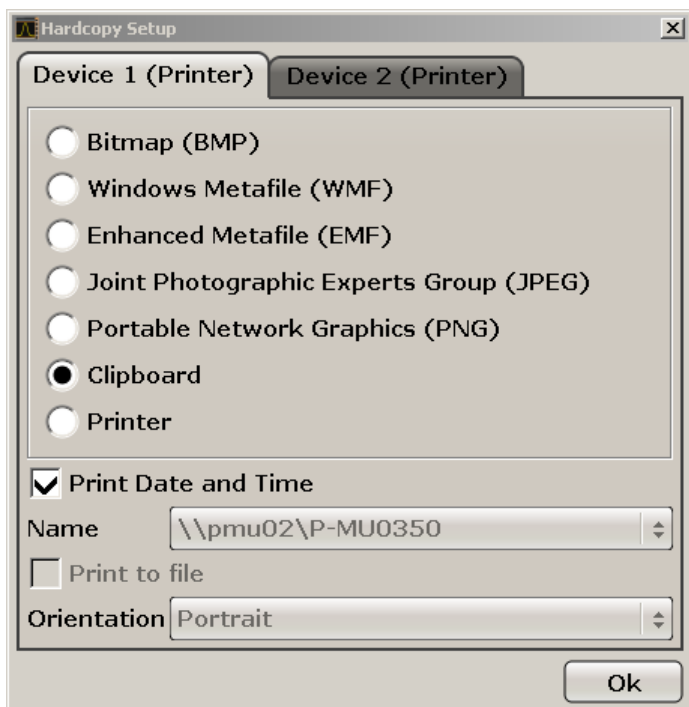 Hardcopy Setup
Device 1 (Printer) Device 2 (Printer)
Bitmap (BMP)
Windows Metafile (WMF)
Enhanced Metafile (EMF)
Joint Photographic Experts Group (JPEG)
Portable Network Graphics (PNG)
Clipboard
Printer
Print Date and Time
Name \\pmu02\P-MU0350
Print to file
Orientation Portrait
Ok